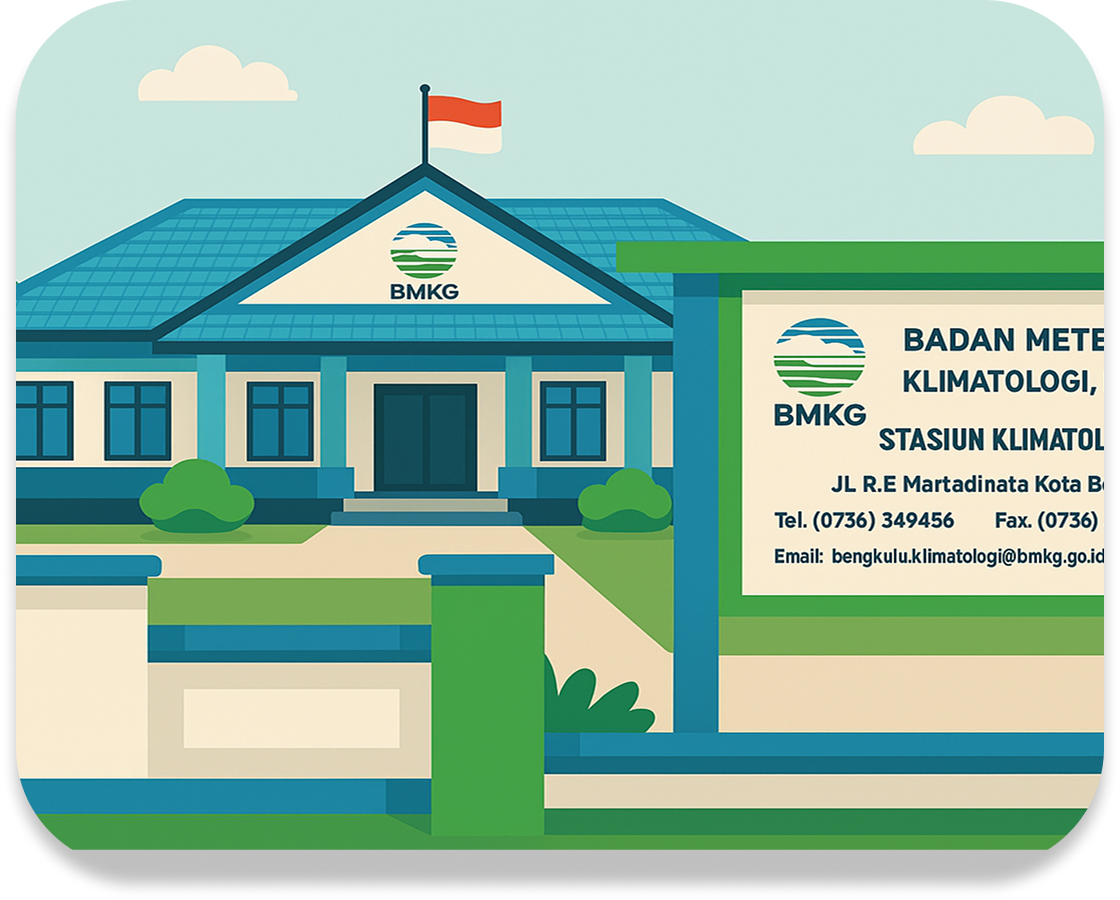 BMKG
BMKG
BADAN METE
KLIMATOLOGI,
STASIUN KLIMATOL
JL R.E Martadinata Kota Be
Tel. (0736) 349456 Fax. (0736)
Email: bengkulu.klimatologi@bmkg.go.id